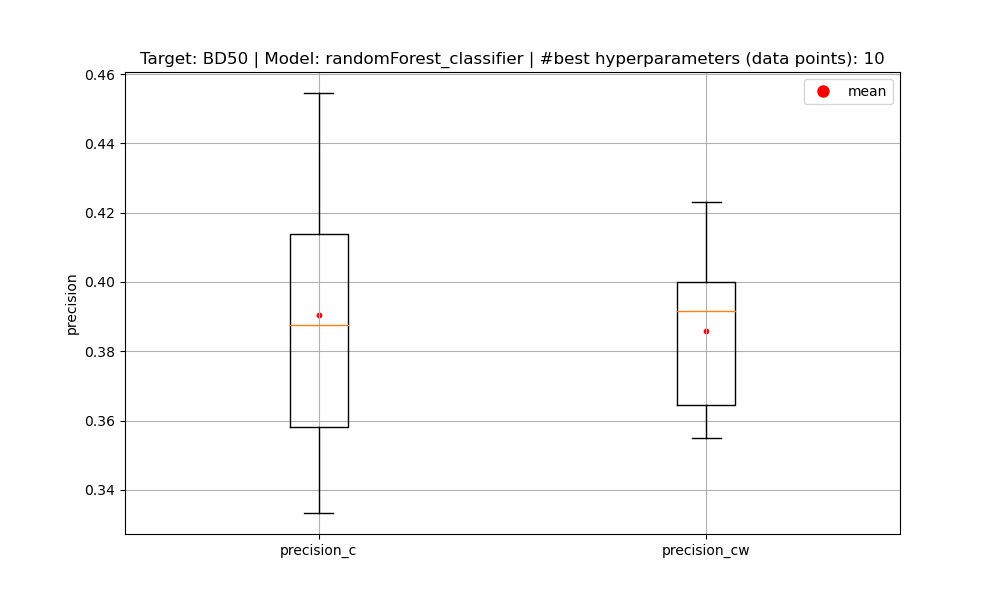 Target: BD50 | Model: randomForest_classifier | #best hyperparameters (data points): 10
mean
0.46
0.44
0.42
0.40
0.38
0.36
0.34
precision
precision_c
precision_cw